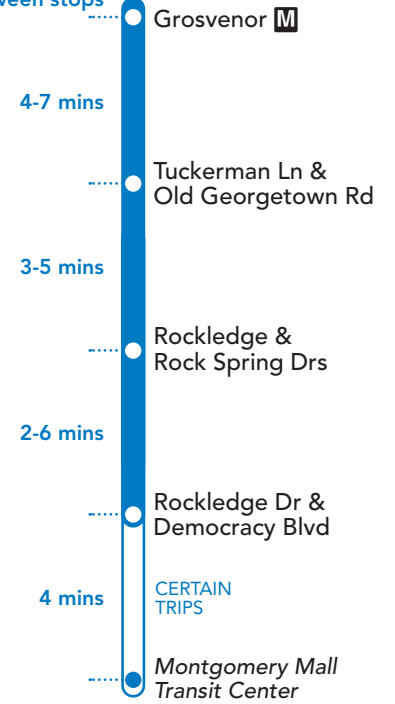 stops
Grosvenor M
4-7 mins
Tuckerman Ln &
Old Georgetown Rd
3-5 mins
Rockledge &
Rock Spring Drs
2-6 mins
Rockledge Dr &
Democracy Blvd
4 mins
CERTAIN
TRIPS
Montgomery Mall
Transit Center